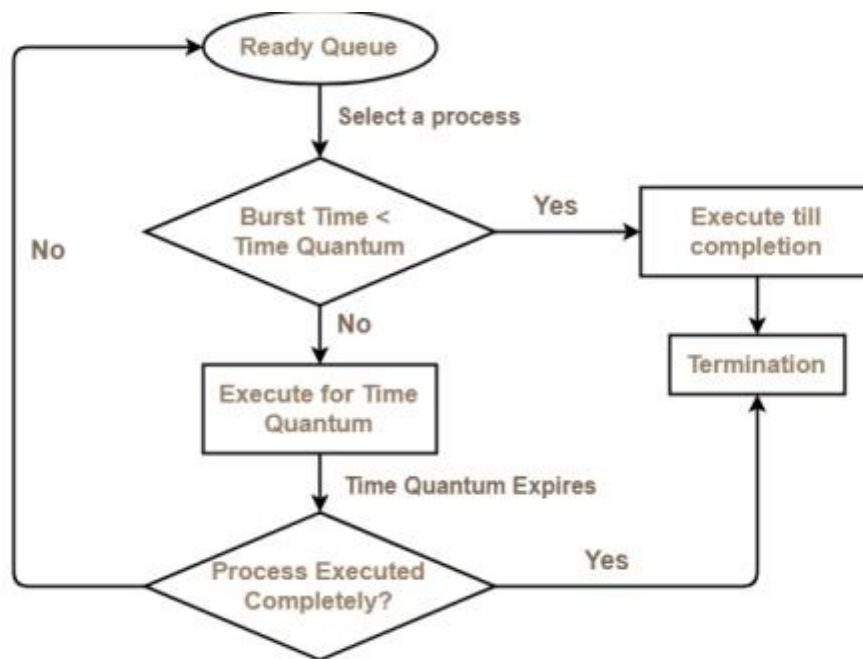 Ready Queue
Select a process
Burst Time <
Time Quantum
Yes
Execute till
completion
No
No
Termination
Execute for Time
Quantum
Time Quantum Expires
Process Executed
Completely?
Yes